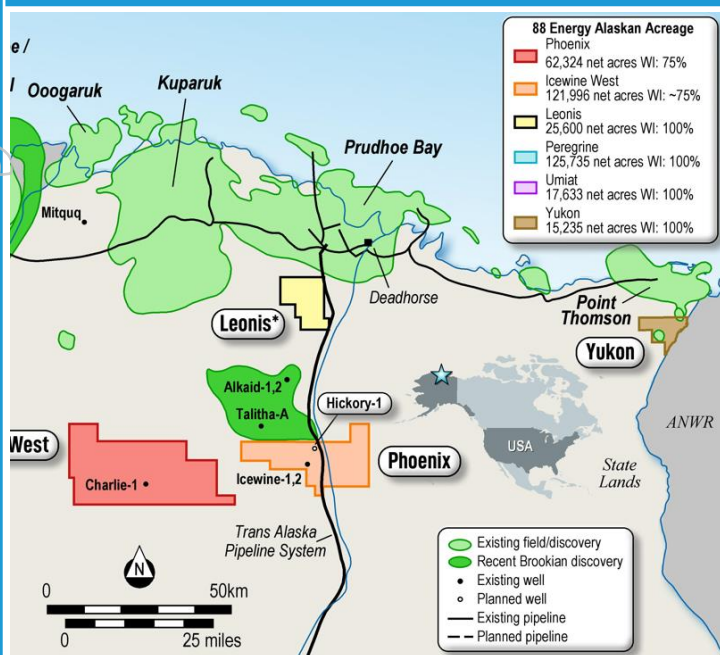 88 Energy Alaskan Acreage
Phoenix
62,324 net acres WI: 75%
Icewine West
121,996 net acres WI: ~75%
Leonis
25,600 net acres WI: 100%
Peregrine
125,735 net acres WI: 100%
Umiat
17,633 net acres WI: 100%
Yukon
15,235 net acres WI: 100%
e /
l
Ooogaruk
Kuparuk
Prudhoe Bay
Mitquq
Deadhorse
Leonis*
Point
Thomson
Yukon
Alkaid-1,2
Hickory-1
Talitha-A
USA
ANWR
West
Phoenix
State
Lands
Charlie-1
Icewine-1,2
Trans Alaska
Pipeline System
N
0
50km
0
25 miles
Existing field/discovery
Recent Brookian discovery
Existing well
Planned well
Existing pipeline
Planned pipeline